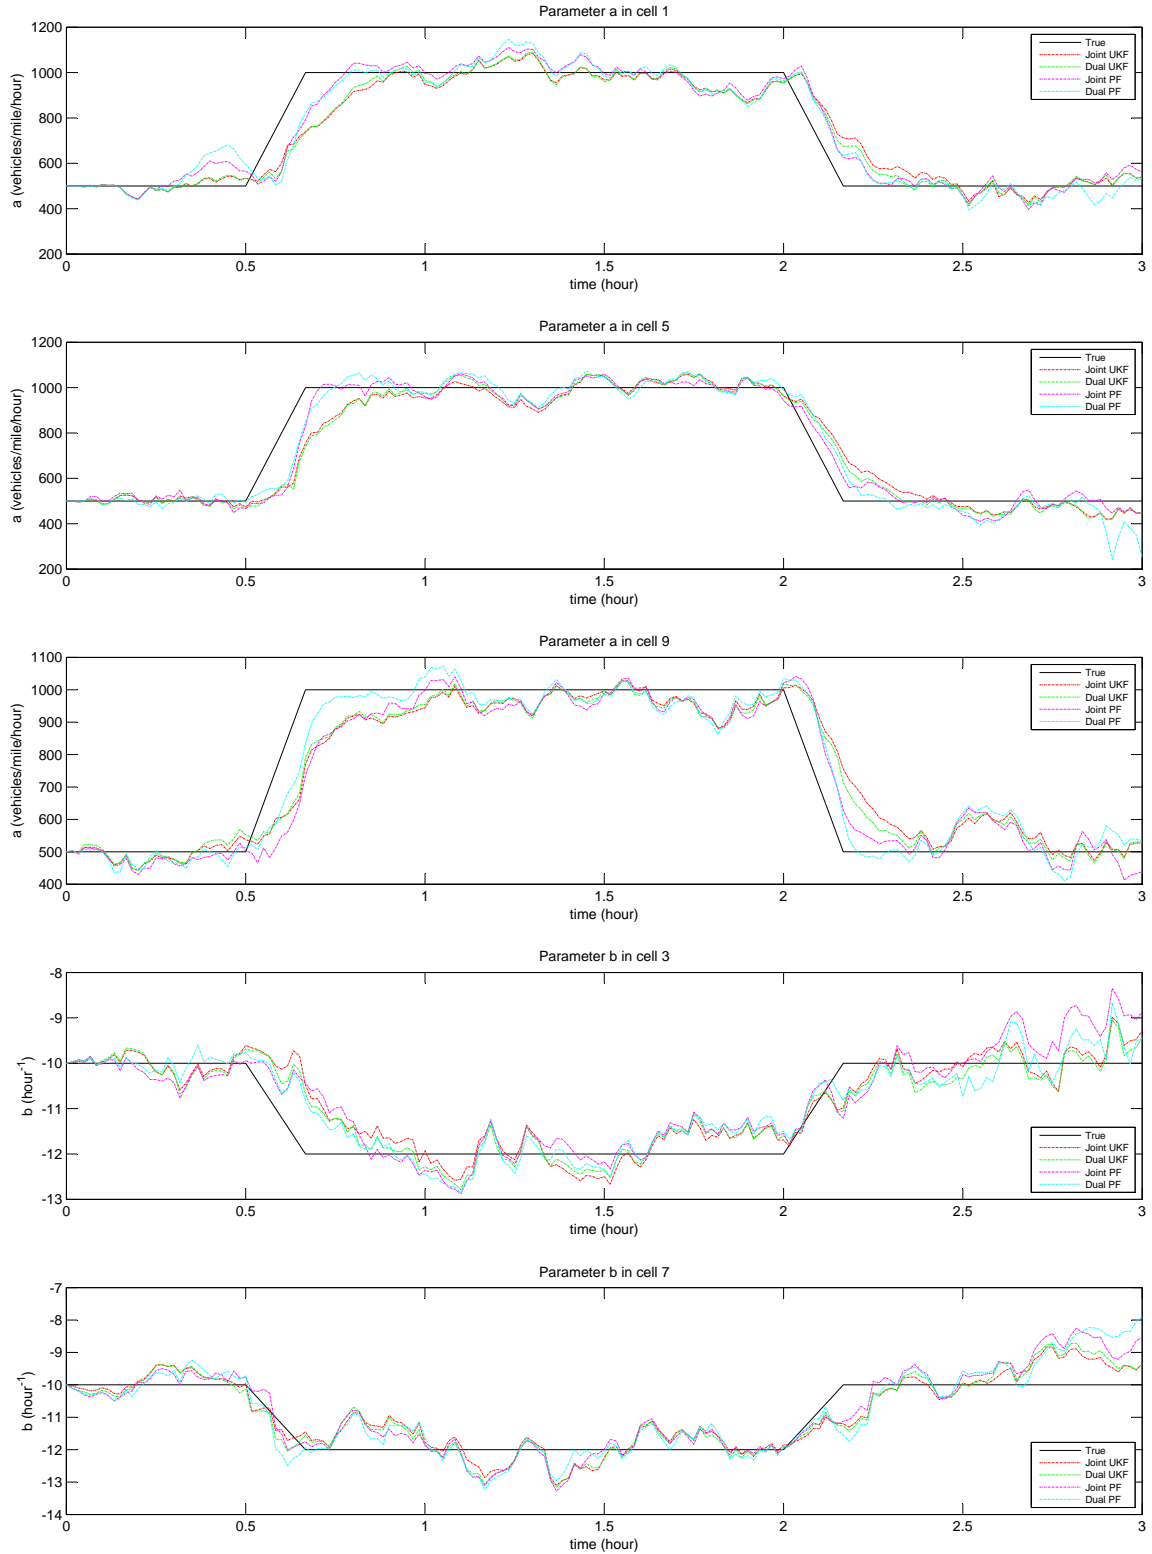 Parameter a in cell 1
1200
1000
800
600
400
200
a (vehicles/mile/hour)
True
Joint UKF
Dual UKF
Joint PF
Dual PF
0 0.5 1 1.5 2 2.5 3
time (hour)
Parameter a in cell 5
1200
1000
800
600
400
200
a (vehicles/mile/hour)
True
Joint UKF
Dual UKF
Joint PF
Dual PF
0 0.5 1 1.5 2 2.5 3
time (hour)
Parameter a in cell 9
1100
1000
900
800
700
600
500
400
a (vehicles/mile/hour)
True
Joint UKF
Dual UKF
Joint PF
Dual PF
0 0.5 1 1.5 2 2.5 3
time (hour)
Parameter b in cell 3
-8
-9
-10
-11
-12
-13
b (hour⁻¹)
True
Joint UKF
Dual UKF
Joint PF
Dual PF
0 0.5 1 1.5 2 2.5 3
time (hour)
Parameter b in cell 7
-7
-8
-9
-10
-11
-12
-13
-14
b (hour⁻¹)
True
Joint UKF
Dual UKF
Joint PF
Dual PF
0 0.5 1 1.5 2 2.5 3
time (hour)